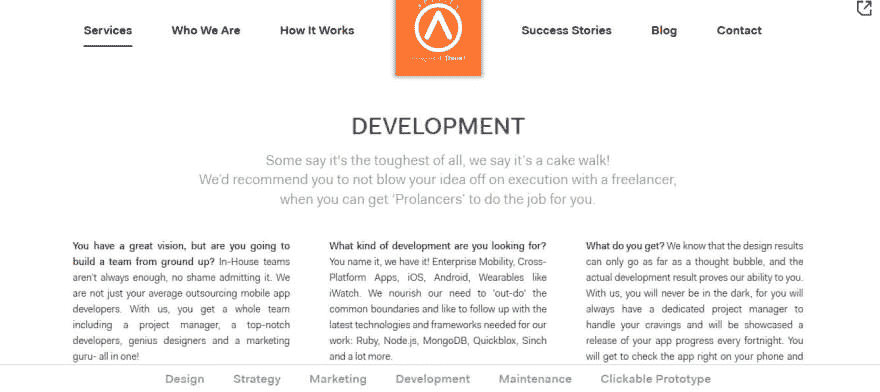 Services Who We Are How It Works Success Stories Blog Contact
DEVELOPMENT
Some say it's the toughest of all, we say it's a cake walk!
We'd recommend you to not blow your idea off on execution with a freelancer,
when you can get 'Prolancers' to do the job for you.
You have a great vision, but are you going to
build a team from ground up? In-House teams
aren't always enough, no shame admitting it. We
are not just your average outsourcing mobile app
developers. With us, you get a whole team
including a project manager, a top-notch
developers, genius designers and a marketing
guru- all in one!
What kind of development are you looking for?
You name it, we have it! Enterprise Mobility, Cross-
Platform Apps, iOS, Android, Wearables like
iWatch. We nourish our need to 'out-do' the
common boundaries and like to follow up with the
latest technologies and frameworks needed for our
work: Ruby, Node.js, MongoDB, Quickblox, Sinch
and a lot more.
What do you get? We know that the design results
can only go as far as a thought bubble, and the
actual development result proves our ability to you.
With us, you will never be in the dark, for you will
always have a dedicated project manager to
handle your cravings and will be showcased a
release of your app progress every fortnight. You
will get to check the app right on your phone and
Design Strategy Marketing Development Maintenance Clickable Prototype